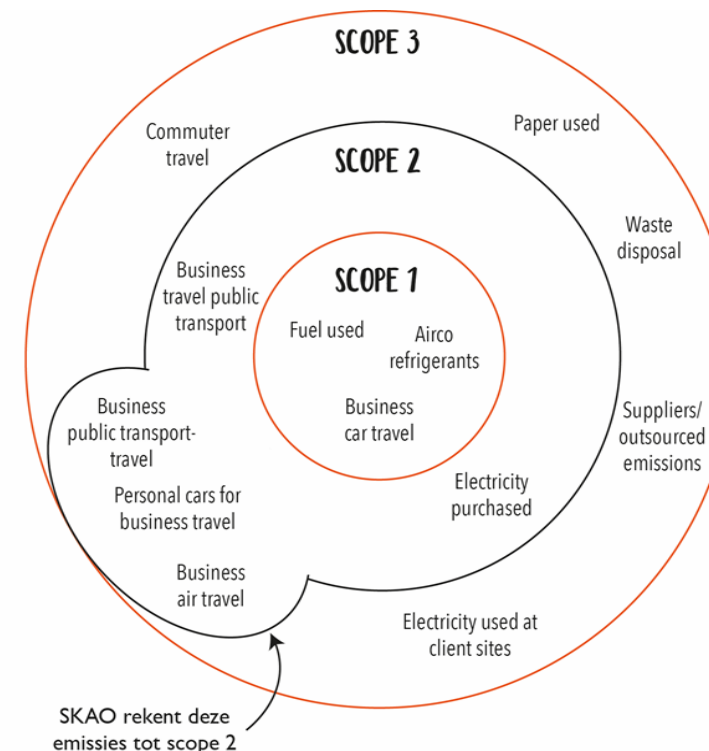 SCOPE 3
Commuter
travel
Paper used
SCOPE 2
Waste
disposal
Business
travel public
transport
SCOPE 1
Fuel used
Airco
refrigerants
Business
car travel
Business
public transport-
travel
Suppliers/
outsourced
emissions
Personal cars for
business travel
Electricity
purchased
Business
air travel
Electricity used at
client sites
SKAO rekent deze
emissies tot scope 2